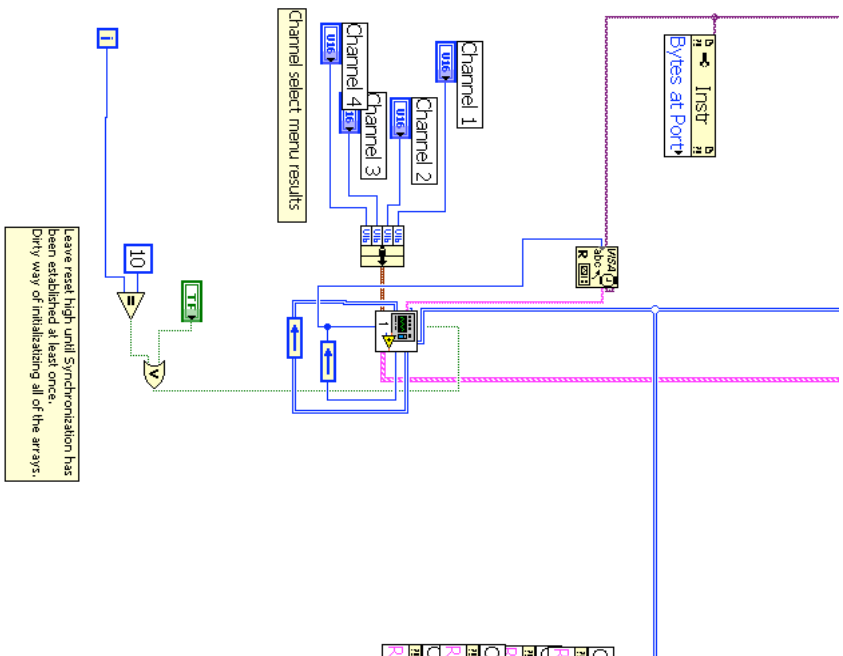 Instr
Bytes at Port
Channel 1
U16
Channel 2
U16
Channel 3
16
Channel 4
U16
Channel select menu results
U16
U16
U16
U16
VISA
abc
R
1
i
10
=
TF
V
Leave reset high until Synchronization has
been established at least once.
Dirty way of initializatizing all of the arrays.